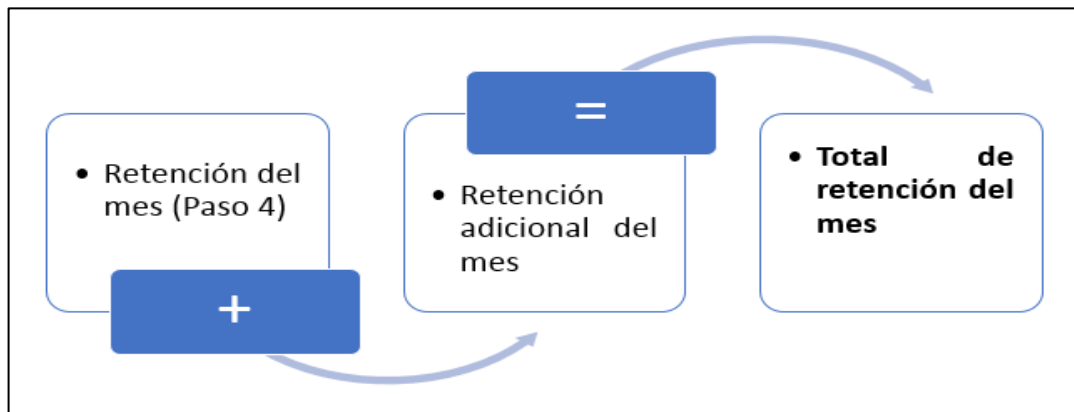 • Retención del
mes (Paso 4)
+
• Retención
adicional del
mes
=
• Total de
retención del
mes